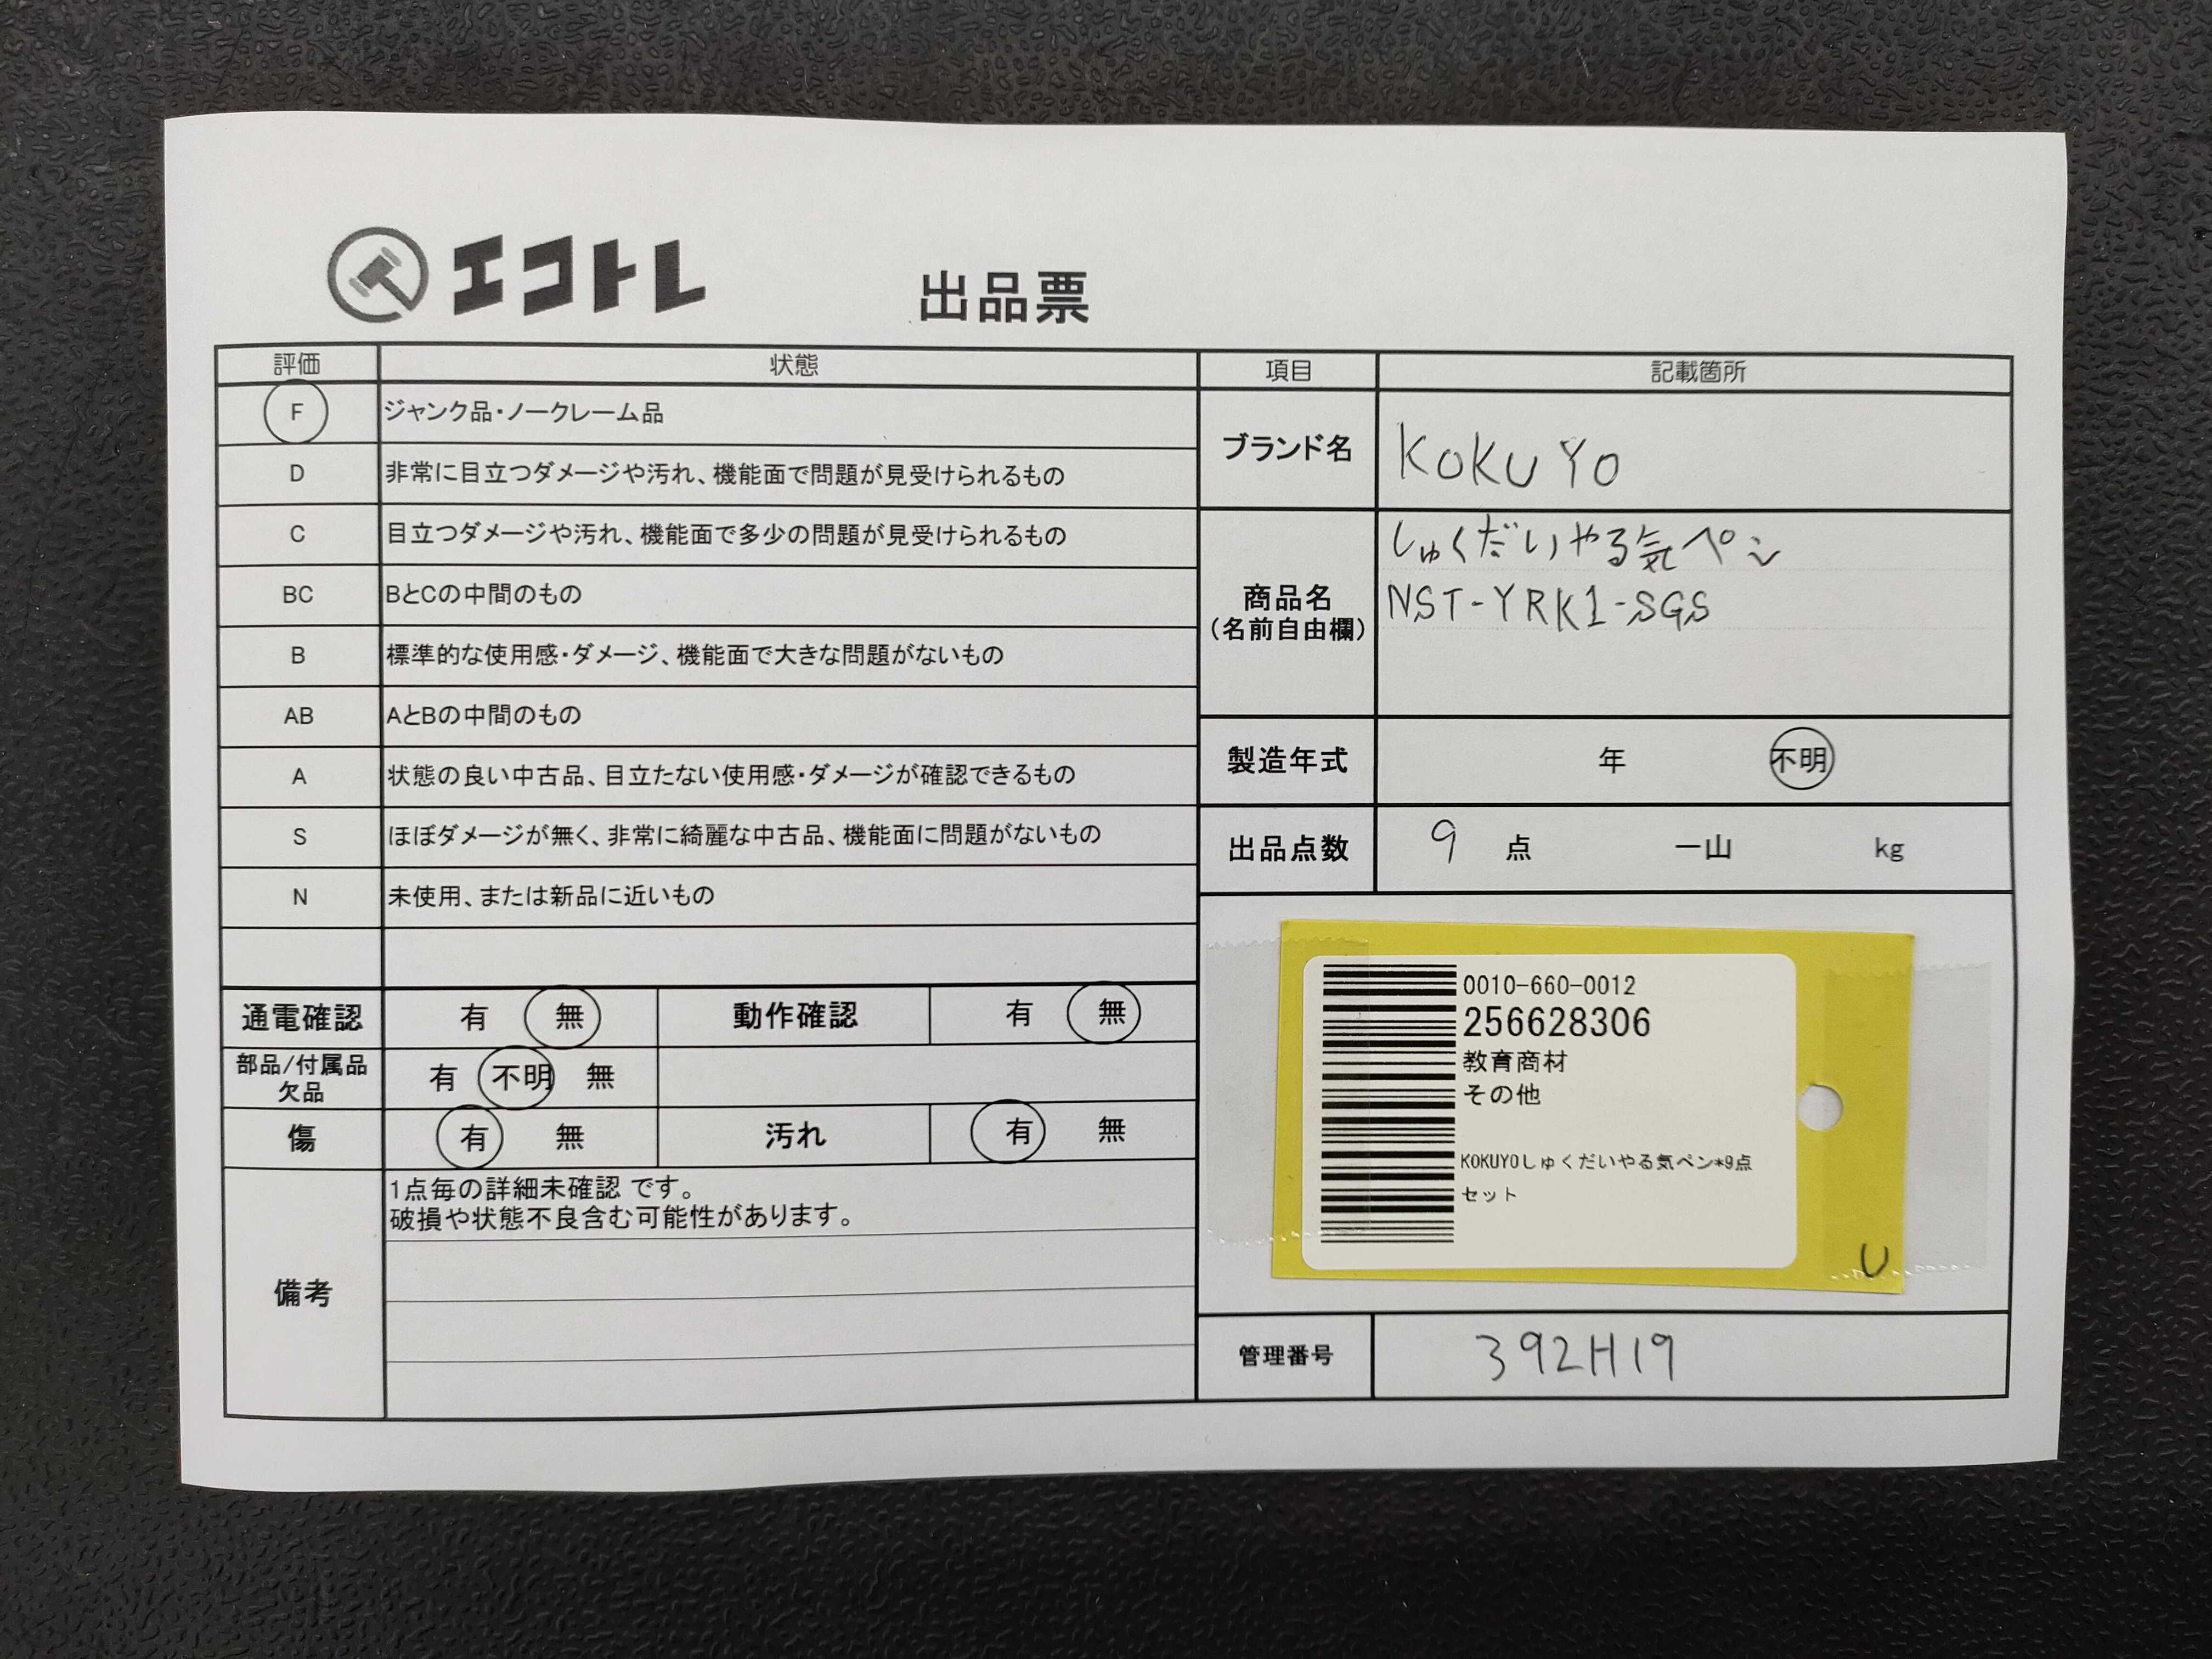 エコトレ
出品票
評価 状態
F ジャンク品・ノークレーム品
D 非常に目立つダメージや汚れ、機能面で問題が見受けられるもの
C 目立つダメージや汚れ、機能面で多少の問題が見受けられるもの
BC BとCの中間のもの
B 標準的な使用感・ダメージ、機能面で大きな問題がないもの
AB AとBの中間のもの
A 状態の良い中古品、目立たない使用感・ダメージが確認できるもの
S ほぼダメージが無く、非常に綺麗な中古品、機能面に問題がないもの
N 未使用、または新品に近いもの
通電確認 有 無 動作確認 有 無
部品/付属品
欠品
有 不明 無
傷 有 無 汚れ 有 無
備考
1点毎の詳細未確認 です。
破損や状態不良含む可能性があります。
項目 記載箇所
ブランド名 KOKUYO
商品名
(名前自由欄)
しゅくだいやる気ペン
NST-YRK1-SGS
製造年式 年 不明
出品点数 9 点 一山 kg
0010-660-0012
256628306
教育商材
その他
KOKUYOしゅくだいやる気ペン*9点
セット
U
管理番号 392H19